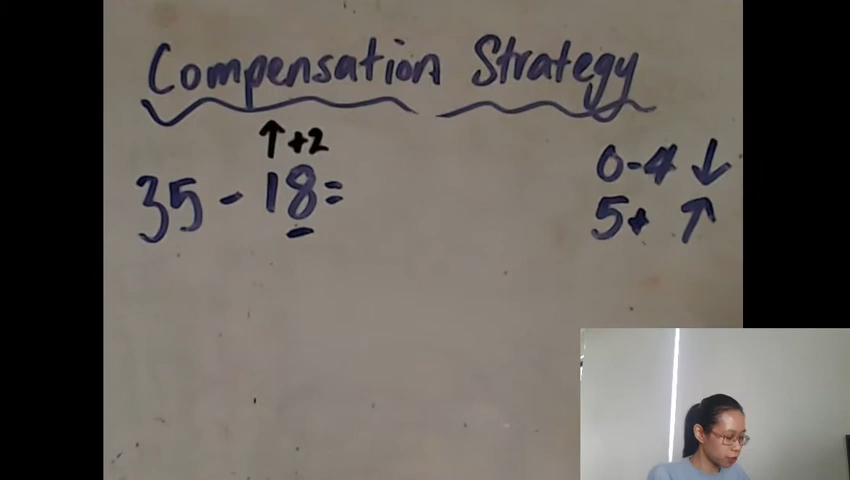 Compensation Strategy
↑+2
35-18=
0-4 ↓
5+ ↑